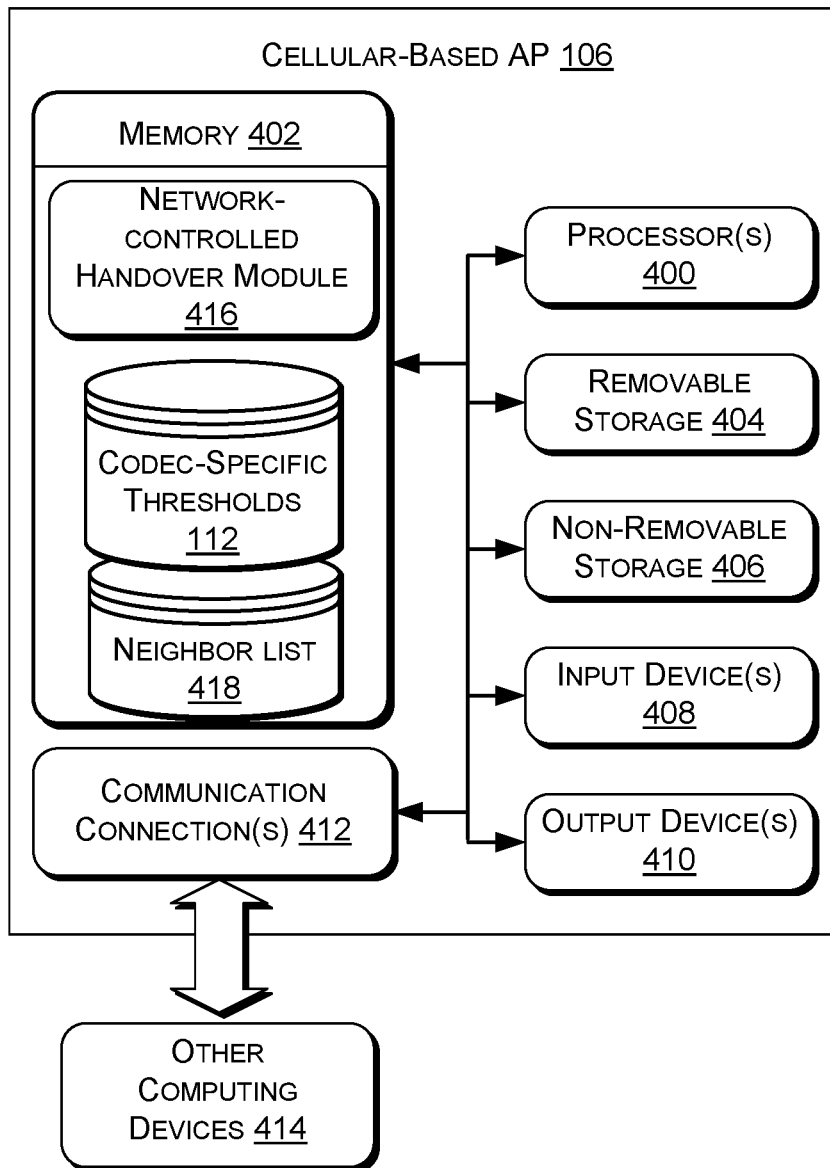 CELLULAR-BASED AP 106
MEMORY 402
NETWORK-
CONTROLLED
HANDOVER MODULE
416
CODEC-SPECIFIC
THRESHOLDS
112
NEIGHBOR LIST
418
COMMUNICATION
CONNECTION(S) 412
PROCESSOR(S)
400
REMOVABLE
STORAGE 404
NON-REMOVABLE
STORAGE 406
INPUT DEVICE(S)
408
OUTPUT DEVICE(S)
410
OTHER
COMPUTING
DEVICES 414